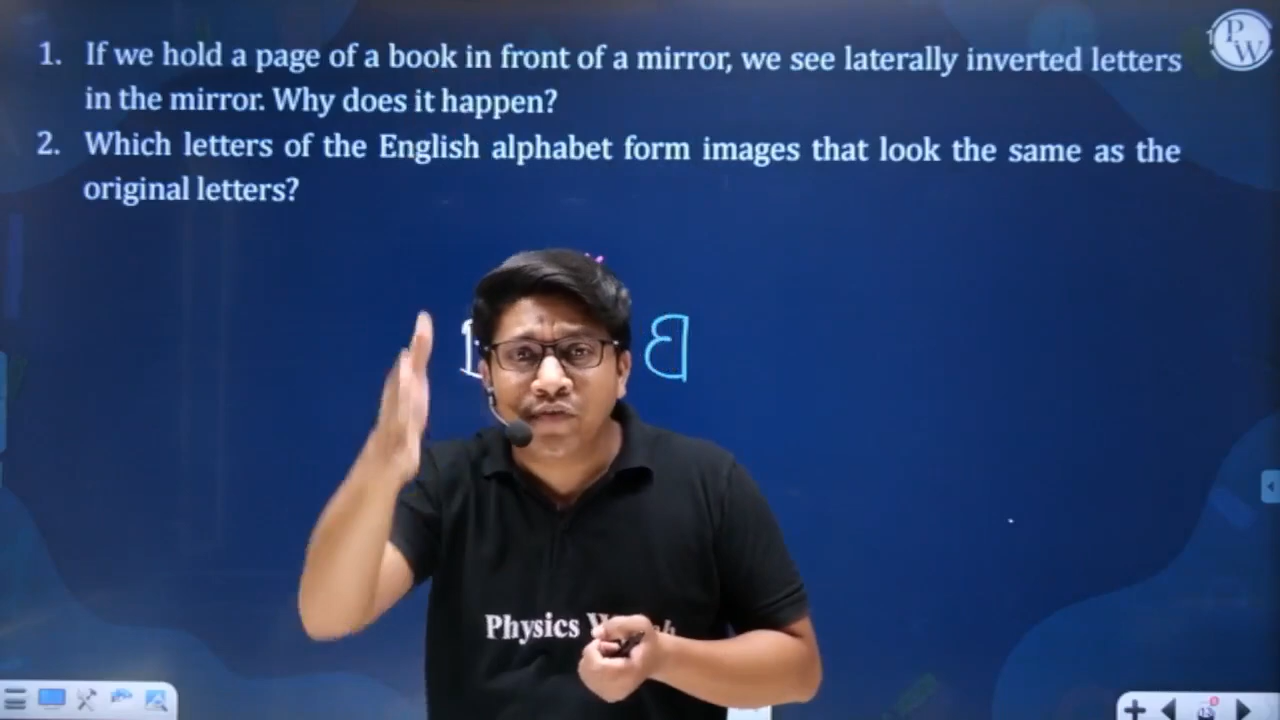 1. If we hold a page of a book in front of a mirror, we see laterally inverted letters
in the mirror. Why does it happen?
2. Which letters of the English alphabet form images that look the same as the
original letters?
PW
Physics